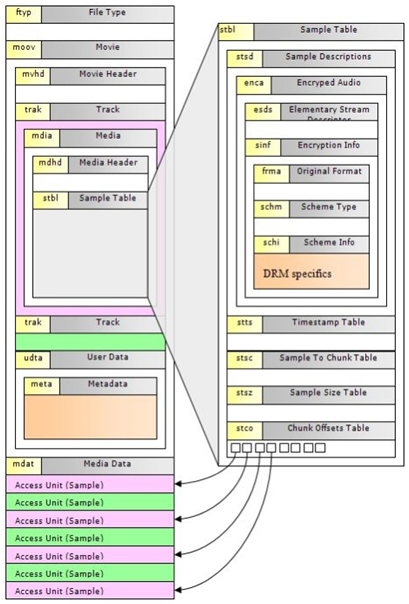 ftyp File Type
moov Movie
mvhd Movie Header
trak Track
mdia Media
mdhd Media Header
stbl Sample Table
trak Track
udta User Data
meta Metadata
mdat Media Data
Access Unit (Sample)
Access Unit (Sample)
Access Unit (Sample)
Access Unit (Sample)
Access Unit (Sample)
Access Unit (Sample)
Access Unit (Sample)
stbl Sample Table
stsd Sample Descriptions
enca Encryped Audio
esds Elementary Stream
Descriptor
sinf Encryption Info
frma Original Format
schm Scheme Type
schi Scheme Info
DRM specifics
stts Timestamp Table
stsc Sample To Chunk Table
stsz Sample Size Table
stco Chunk Offsets Table